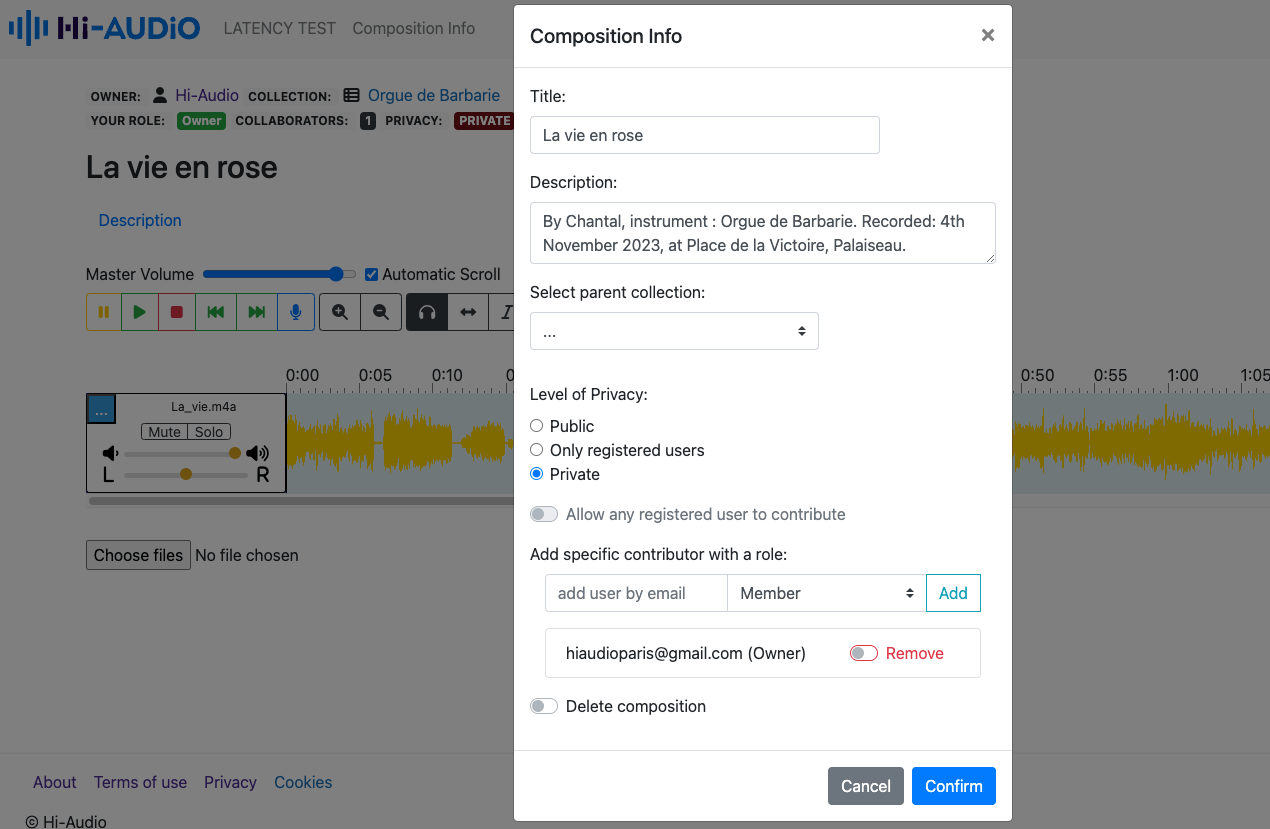 Hi-AUDiO LATENCY TEST Composition Info
OWNER: Hi-Audio COLLECTION: Orgue de Barbarie
YOUR ROLE: Owner COLLABORATORS: 1 PRIVACY: PRIVATE
La vie en rose
Description
Master Volume Automatic Scroll
0:00 0:05 0:10 0 0:50 0:55 1:00 1:05
... La_vie.m4a
Mute Solo
L R
Choose files No file chosen
About Terms of use Privacy Cookies
© Hi-Audio
Composition Info ×
Title:
La vie en rose
Description:
By Chantal, instrument : Orgue de Barbarie. Recorded: 4th
November 2023, at Place de la Victoire, Palaiseau.
Select parent collection:
...
Level of Privacy:
Public
Only registered users
Private
Allow any registered user to contribute
Add specific contributor with a role:
add user by email Member Add
hiaudioparis@gmail.com (Owner) Remove
Delete composition
Cancel Confirm